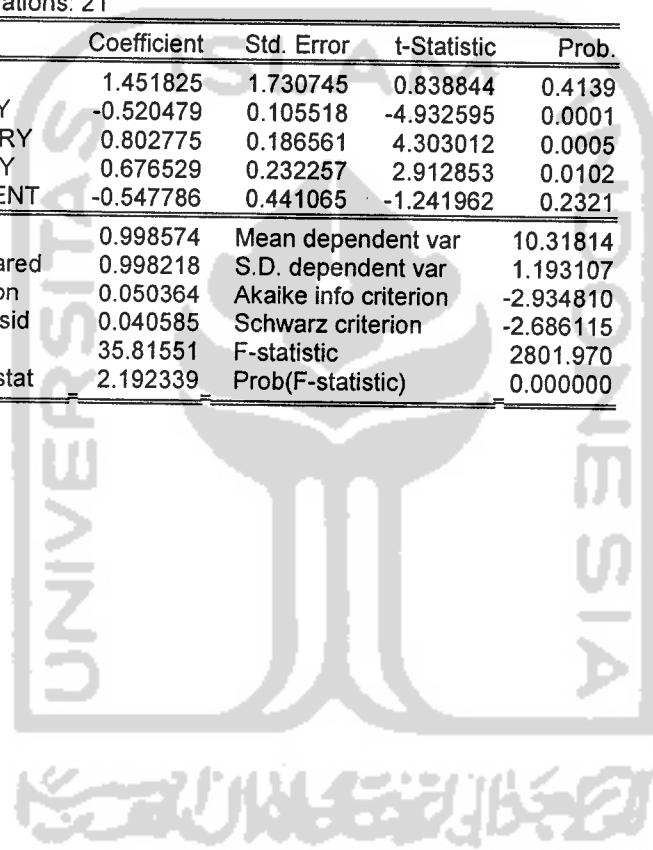 ations: 21
Coefficient Std. Error t-Statistic Prob.
1.451825 1.730745 0.838844 0.4139
Y -0.520479 0.105518 -4.932595 0.0001
RY 0.802775 0.186561 4.303012 0.0005
Y 0.676529 0.232257 2.912853 0.0102
ENT -0.547786 0.441065 -1.241962 0.2321
0.998574 Mean dependent var 10.31814
ared 0.998218 S.D. dependent var 1.193107
on 0.050364 Akaike info criterion -2.934810
sid 0.040585 Schwarz criterion -2.686115
35.81551 F-statistic 2801.970
stat 2.192339 Prob(F-statistic) 0.000000
ISLAM
UNIVERSITAS
INDONESIA